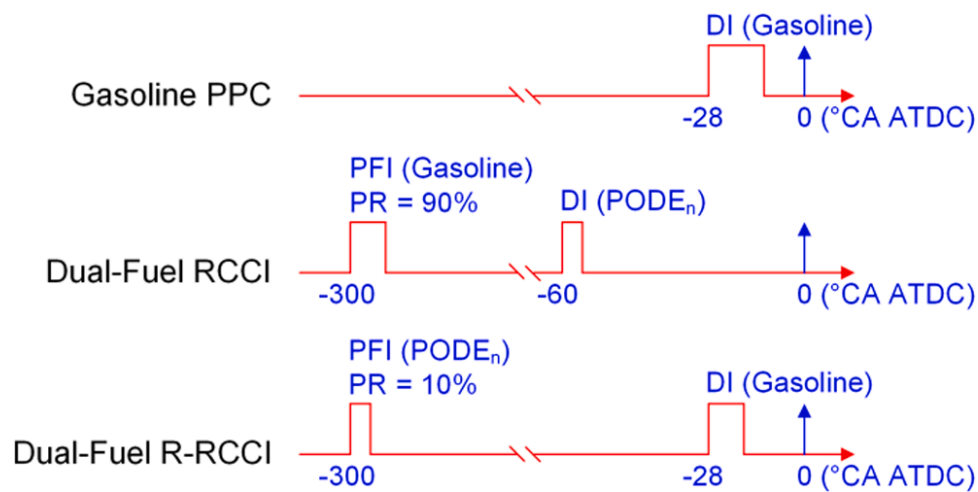 DI (Gasoline)
Gasoline PPC
-28
0 (°CA ATDC)
PFI (Gasoline)
PR = 90%
DI (PODEₙ)
Dual-Fuel RCCI
-300
-60
0 (°CA ATDC)
PFI (PODEₙ)
PR = 10%
DI (Gasoline)
Dual-Fuel R-RCCI
-300
-28
0 (°CA ATDC)